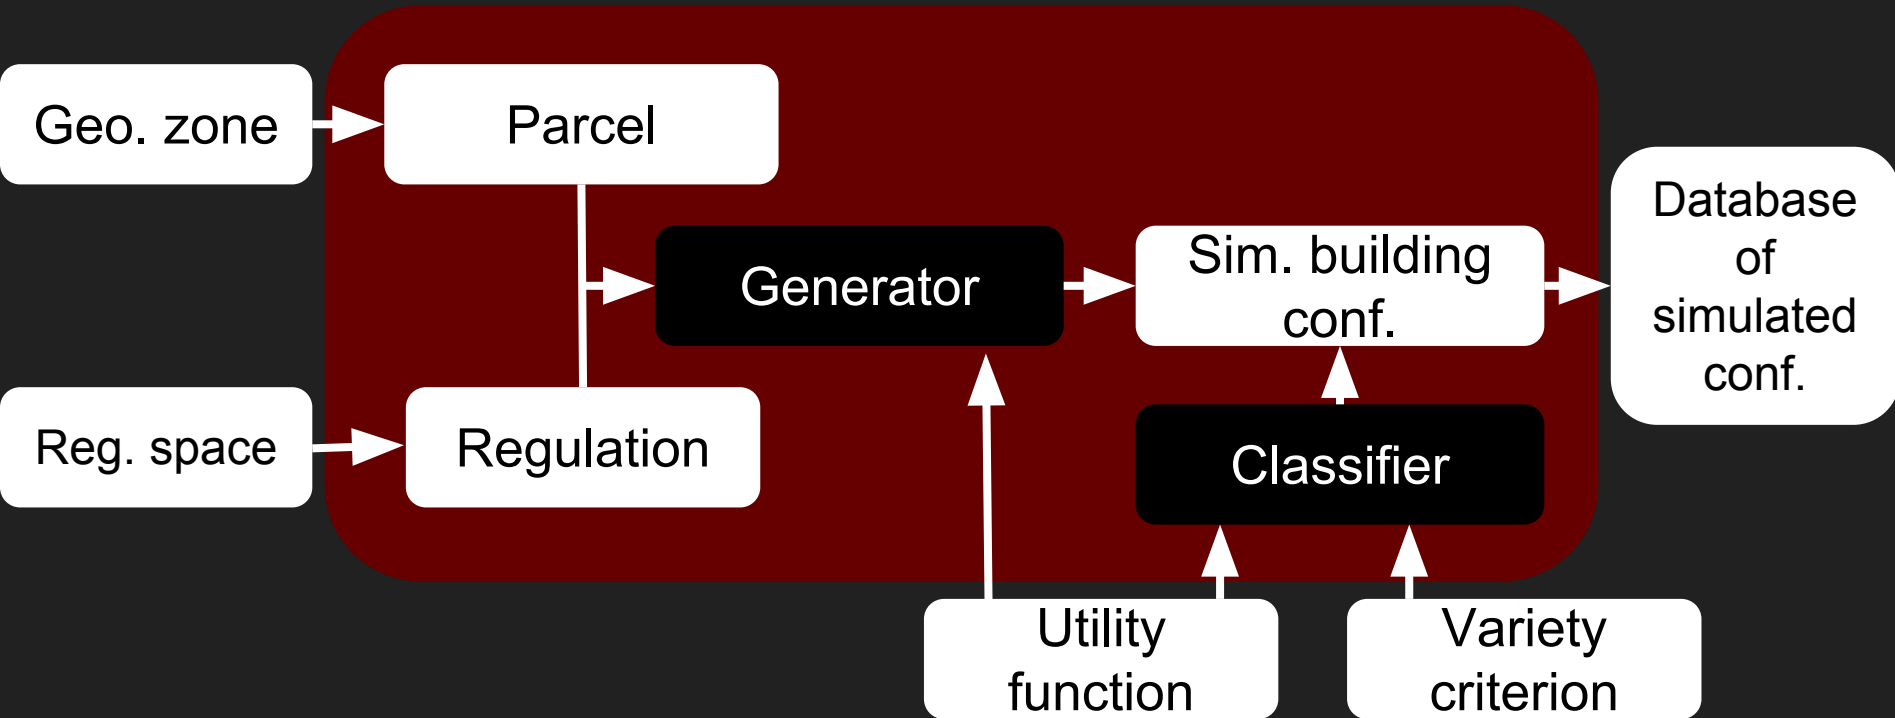 Geo. zone
Parcel
Generator
Sim. building
conf.
Database
of
simulated
conf.
Reg. space
Regulation
Classifier
Utility
function
Variety
criterion